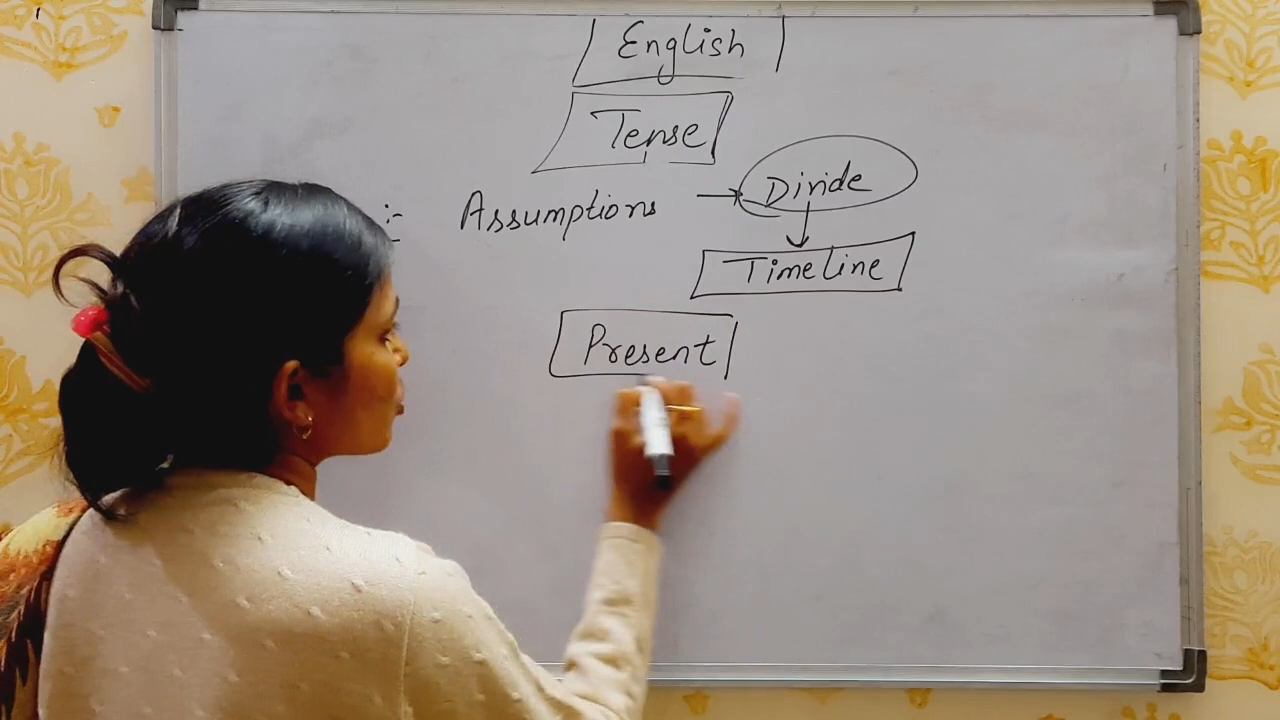 English
Tense
:- Assumptions → Divide
Timeline
Present